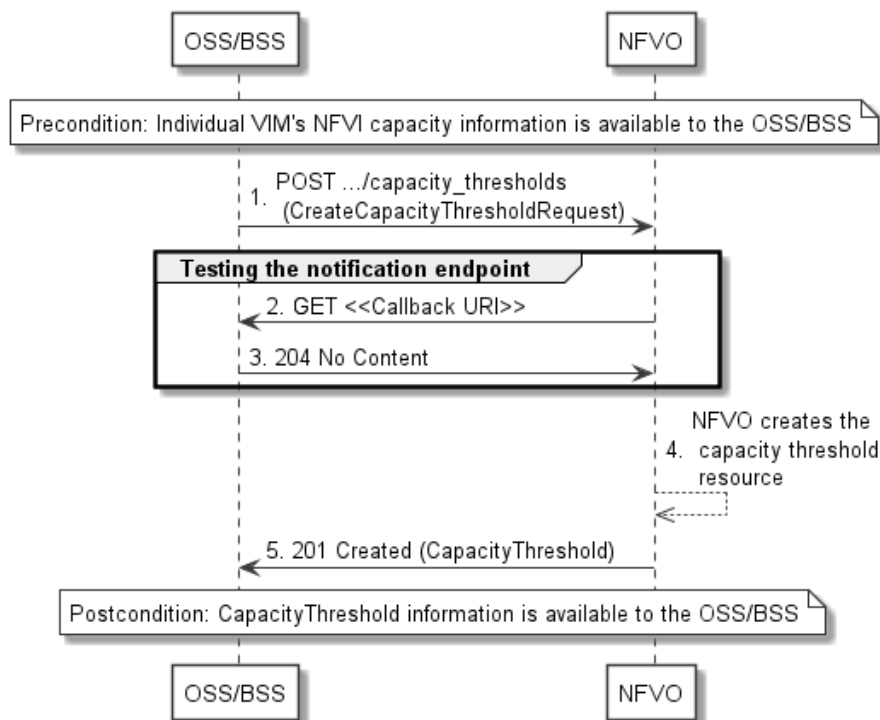 OSS/BSS
NFVO
Precondition: Individual VIM's NFVI capacity information is available to the OSS/BSS
1. POST .../capacity_thresholds
(CreateCapacityThresholdRequest)
Testing the notification endpoint
2. GET <<Callback URI>>
3. 204 No Content
NFVO creates the
4. capacity threshold
resource
5. 201 Created (CapacityThreshold)
Postcondition: CapacityThreshold information is available to the OSS/BSS
OSS/BSS
NFVO